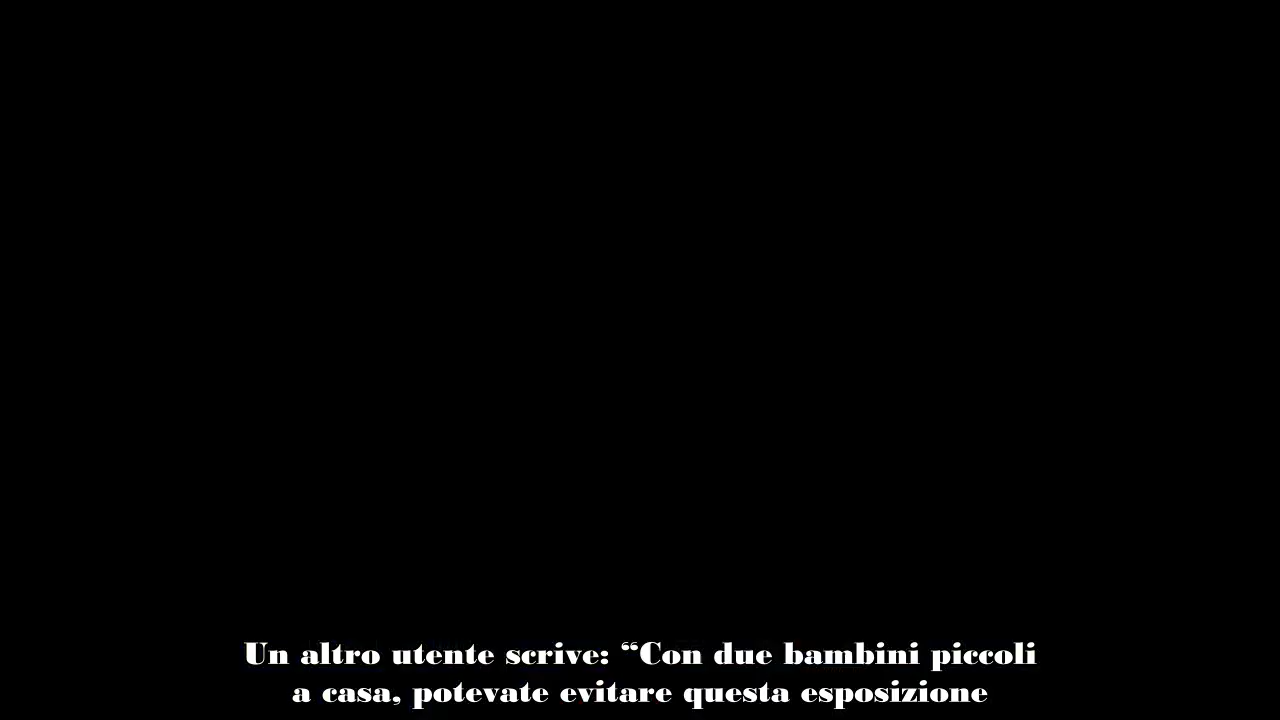 Un altro utente scrive: “Con due bambini piccoli
a casa, potevate evitare questa esposizione